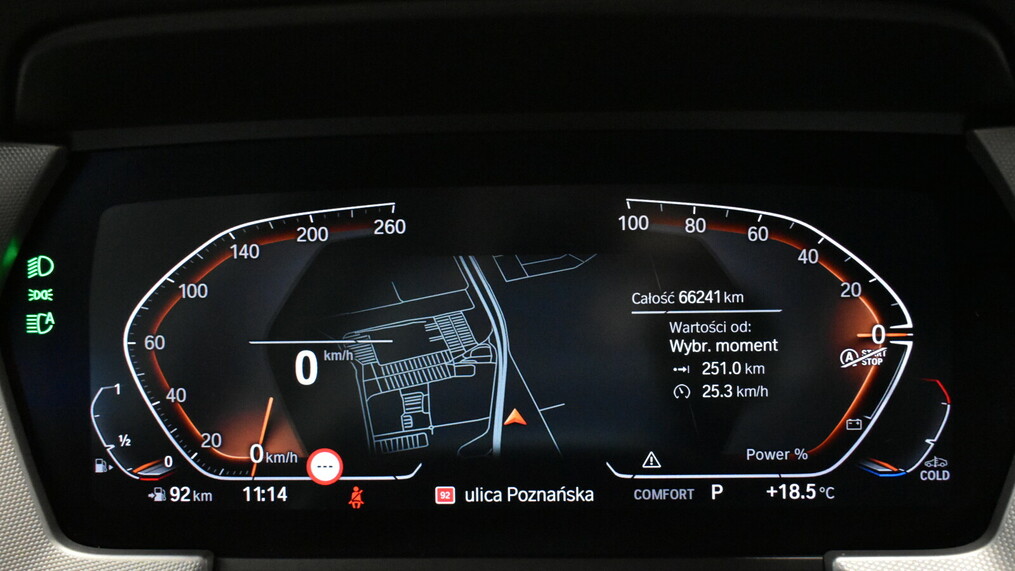 260
200
140
100
60
40
20
0 km/h
0 km/h
100
80
60
40
20
0
Całość 66241 km
Wartości od:
Wybr. moment
251.0 km
25.3 km/h
A START
STOP
A
1
1/2
0
Power %
COLD
92 km
11:14
---
92 ulica Poznańska
COMFORT P
+18.5 °C